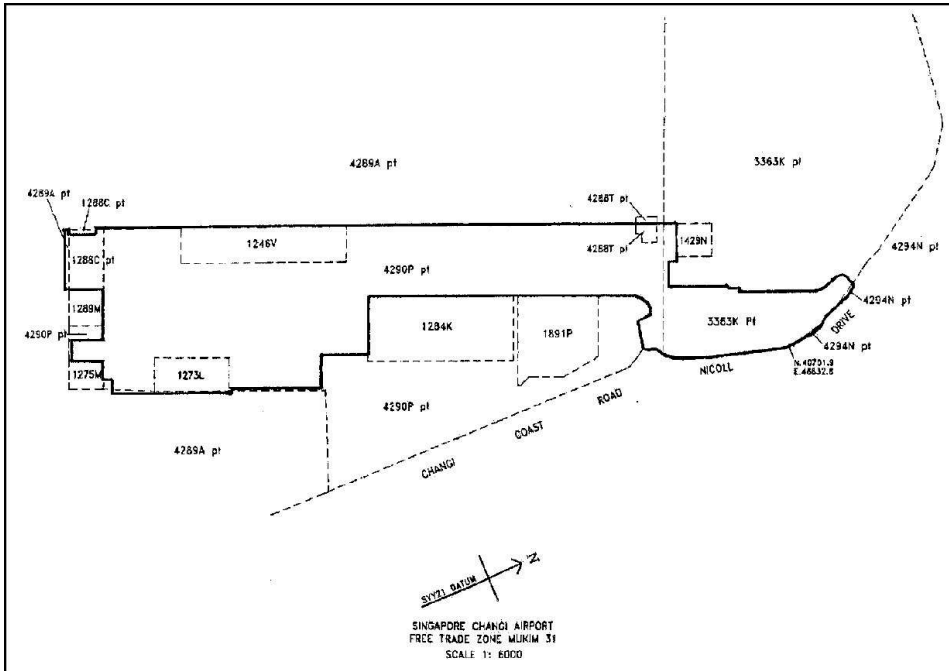 4289A pt
3363K pt
4289A pt
1288C pt
4288T pt
1246V
4288T pt
1429N
4294N pt
1288C pt
4290P pt
4294N pt
1289M
4290P pt
1284K
1891P
3363K Pt
DRIVE
4294N pt
1275M
1273L
NICOLL
N.40701.9
4290P pt
ROAD
4289A pt
COAST
CHANGI
SVY21 DATUM
N
SINGAPORE CHANGI AIRPORT
FREE TRADE ZONE MUKIM 31
SCALE 1: 6000